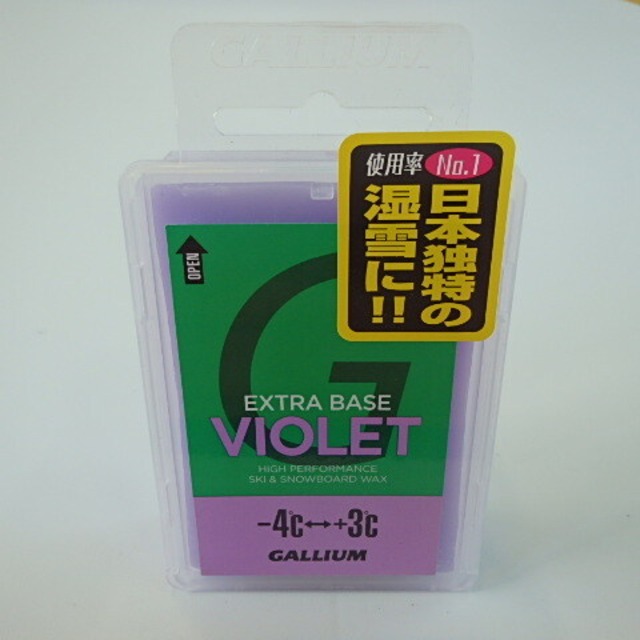 GALLIUM
使用率 No.1
日本独特の
湿雪に!!
OPEN
G
EXTRA BASE
VIOLET
HIGH PERFORMANCE
SKI & SNOWBOARD WAX
-4℃↔+3℃
GALLIUM